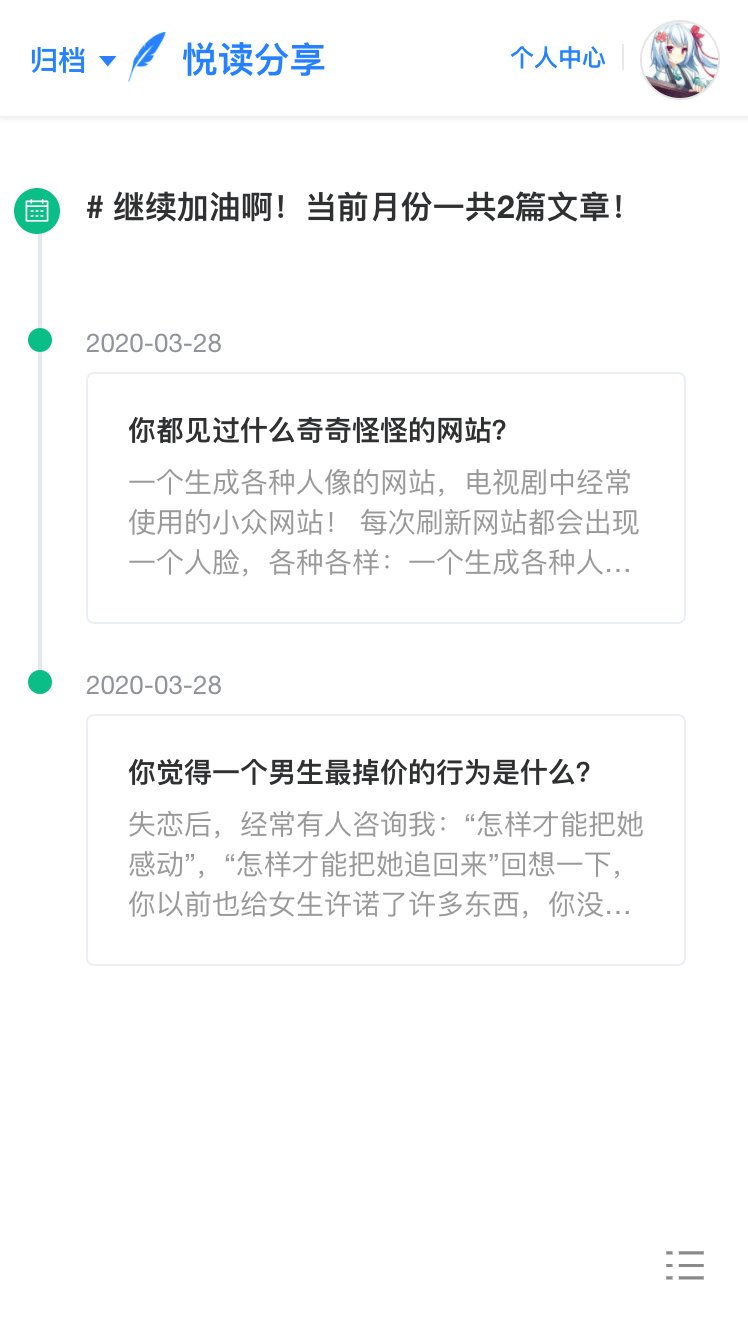 归档 悦读分享 个人中心
# 继续加油啊！当前月份一共2篇文章！
2020-03-28
你都见过什么奇奇怪怪的网站?
一个生成各种人像的网站，电视剧中经常
使用的小众网站！ 每次刷新网站都会出现
一个人脸，各种各样：一个生成各种人...
2020-03-28
你觉得一个男生最掉价的行为是什么?
失恋后，经常有人咨询我：“怎样才能把她
感动”，“怎样才能把她追回来”回想一下，
你以前也给女生许诺了许多东西，你没...